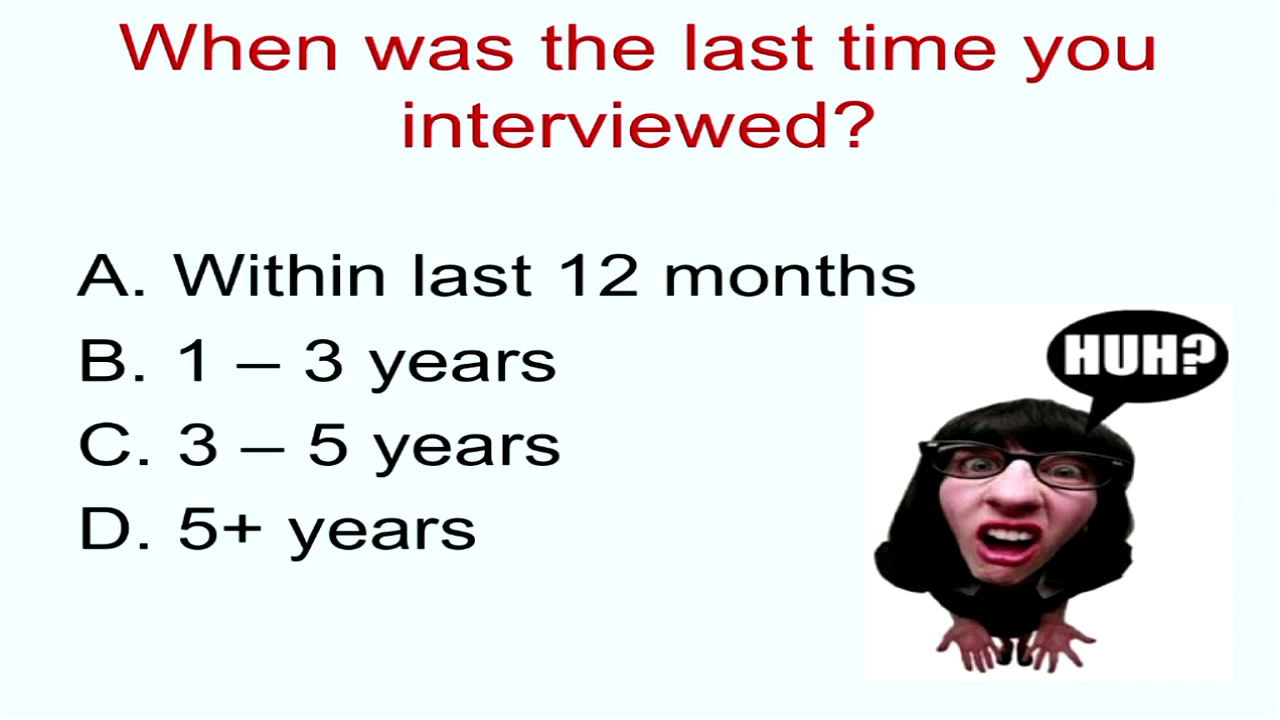 When was the last time you
interviewed?
A. Within last 12 months
B. 1 – 3 years
C. 3 – 5 years
D. 5+ years
HUH?